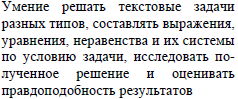 Умение решать текстовые задачи
разных типов, составлять выражения,
уравнения, неравенства и их системы
по условию задачи, исследовать по-
лученное решение и оценивать
правдоподобность результатов